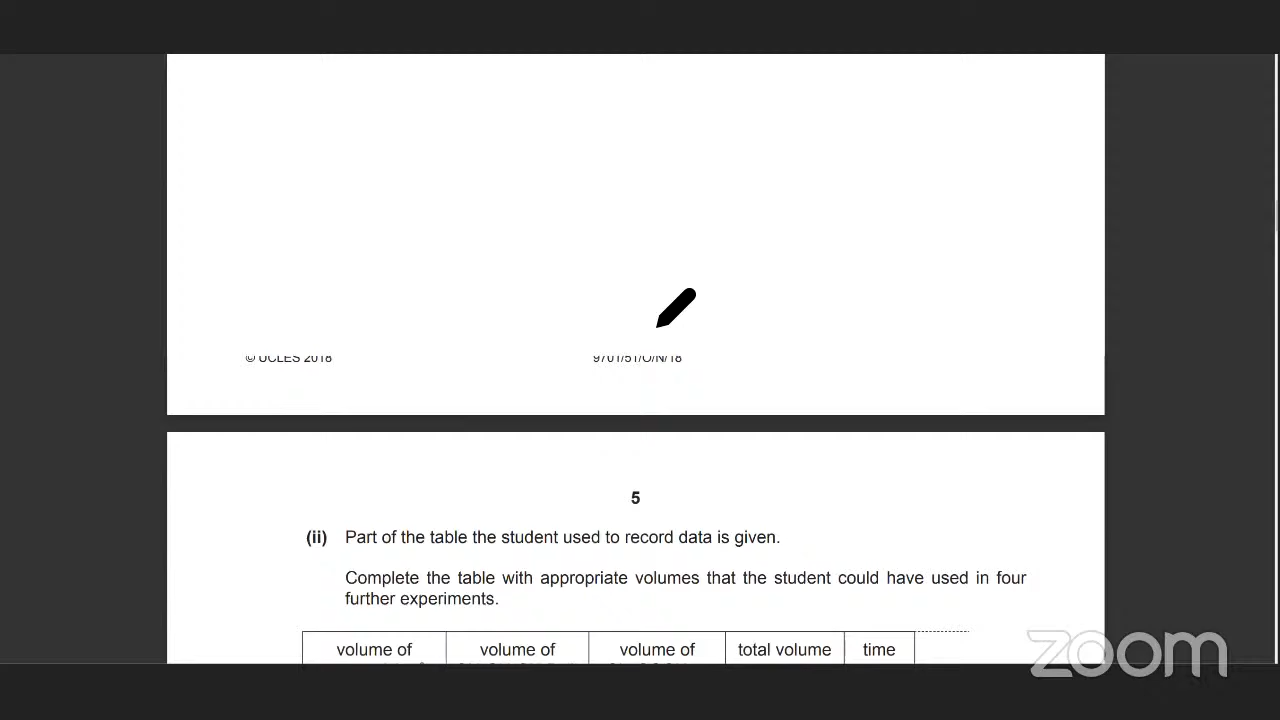 © UCLES 2018
9701/51/O/N/18
5
(ii) Part of the table the student used to record data is given.
Complete the table with appropriate volumes that the student could have used in four
further experiments.
volume of
volume of
volume of
total volume
time
zoom